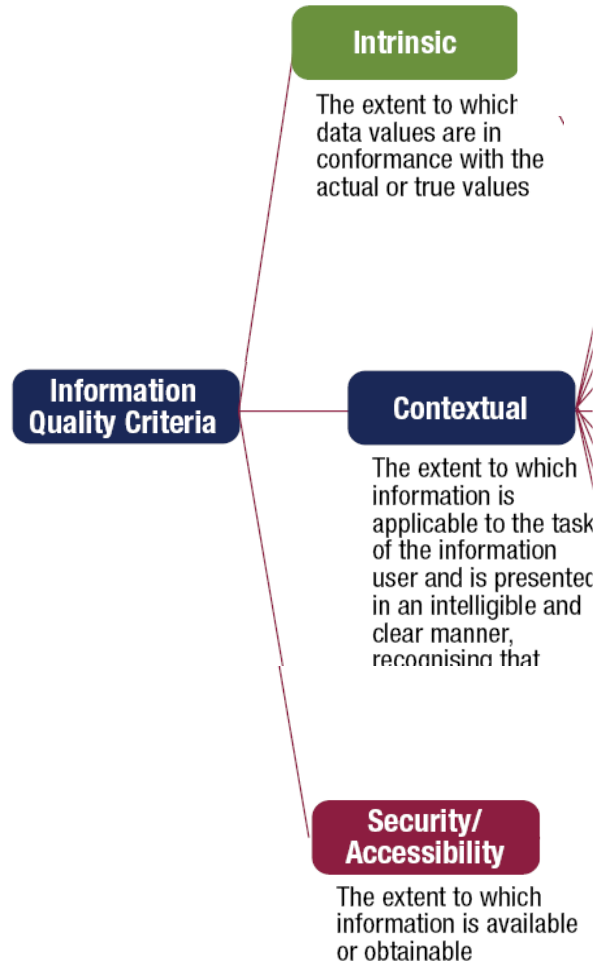 Intrinsic
The extent to which
data values are in
conformance with the
actual or true values
Information
Quality Criteria
Contextual
The extent to which
information is
applicable to the task
of the information
user and is presented
in an intelligible and
clear manner,
recognising that
Security/
Accessibility
The extent to which
information is available
or obtainable